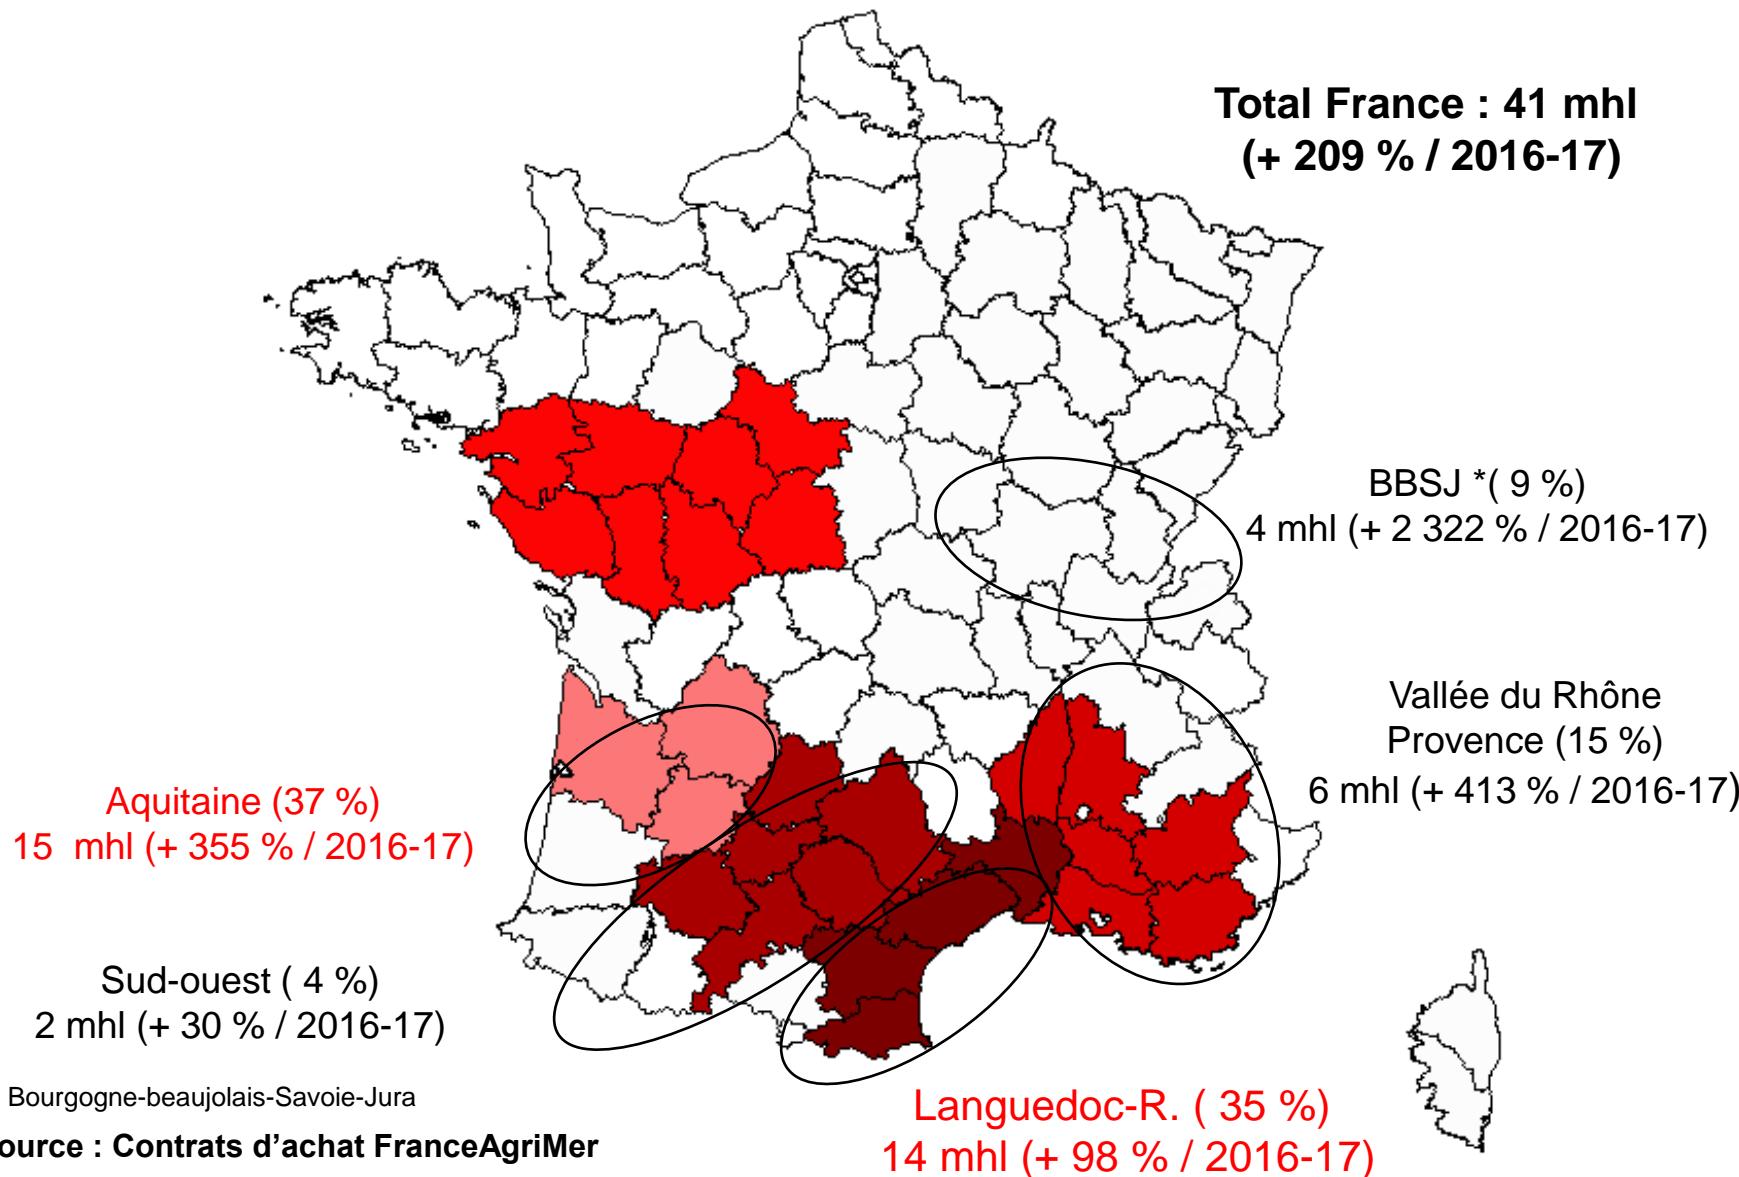 Total France : 41 mhl
(+ 209 % / 2016-17)
BBSJ *( 9 %)
4 mhl (+ 2 322 % / 2016-17)
Vallée du Rhône
Provence (15 %)
6 mhl (+ 413 % / 2016-17)
Aquitaine (37 %)
15 mhl (+ 355 % / 2016-17)
Sud-ouest ( 4 %)
2 mhl (+ 30 % / 2016-17)
Bourgogne-beaujolais-Savoie-Jura
Languedoc-R. ( 35 %)
14 mhl (+ 98 % / 2016-17)
ource : Contrats d'achat FranceAgriMer